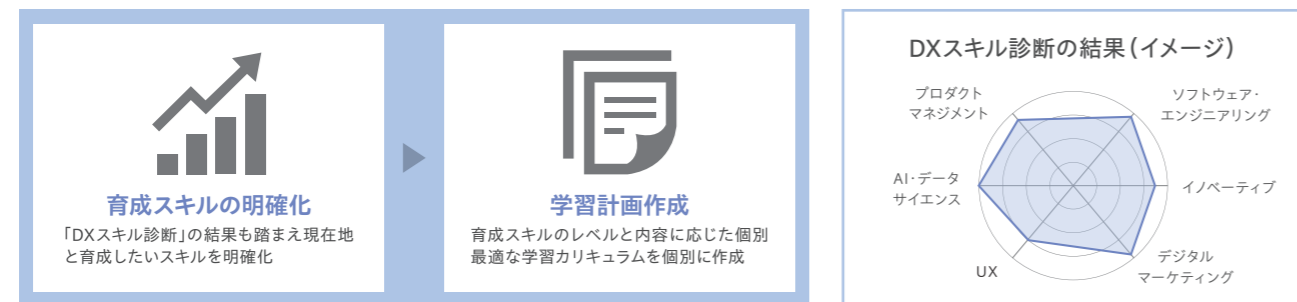 育成スキルの明確化
「DXスキル診断」の結果も踏まえ現在地
と育成したいスキルを明確化
学習計画作成
育成スキルのレベルと内容に応じた個別
最適な学習カリキュラムを個別に作成
DXスキル診断の結果（イメージ）
プロダクト
マネジメント
ソフトウェア・
エンジニアリング
AI・データ
サイエンス
イノベーティブ
UX
デジタル
マーケティング